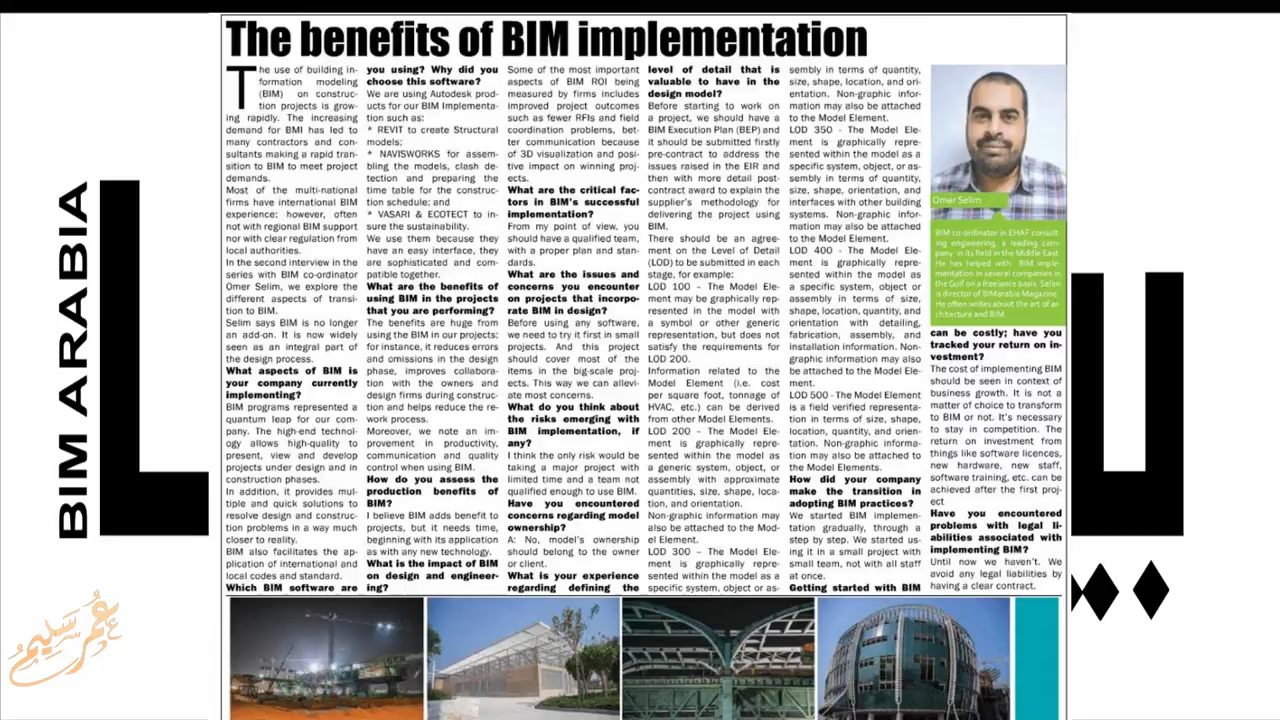 The benefits of BIM implementation
The use of building in-
formation modeling
(BIM) on construc-
tion projects is grow-
ing rapidly. The increasing
demand for BMI has led to
many contractors and con-
sultants making a rapid tran-
sition to BIM to meet project
demands.
Most of the multi-national
firms have international BIM
experience; however, often
not with regional BIM support
nor with clear regulation from
local authorities.
In the second interview in the
series with BIM co-ordinator
Omer Selim, we explore the
different aspects of transi-
tion to BIM.
Selim says BIM is no longer
an add-on. It is now widely
seen as an integral part of
the design process.
What aspects of BIM is
your company currently
implementing?
BIM programs represented a
quantum leap for our com-
pany. The high-end technol-
ogy allows high-quality to
present, view and develop
projects under design and in
construction phases.
In addition, it provides mul-
tiple and quick solutions to
resolve design and construc-
tion problems in a way much
closer to reality.
BIM also facilitates the ap-
plication of international and
local codes and standard.
Which BIM software are
you using? Why did you
choose this software?
We are using Autodesk prod-
ucts for our BIM Implementa-
tion such as:
* REVIT to create Structural
models;
* NAVISWORKS for assem-
bling the models, clash de-
tection and preparing the
time table for the construc-
tion schedule; and
* VASARI & ECOTECT to in-
sure the sustainability.
We use them because they
have an easy interface, they
are sophisticated and com-
patible together.
What are the benefits of
using BIM in the projects
that you are performing?
The benefits are huge from
using the BIM in our projects;
for instance, it reduces errors
and omissions in the design
phase, improves collabora-
tion with the owners and
design firms during construc-
tion and helps reduce the re-
work process.
Moreover, we note an im-
provement in productivity,
communication and quality
control when using BIM.
How do you assess the
production benefits of
BIM?
I believe BIM adds benefit to
projects, but it needs time,
beginning with its application
as with any new technology.
What is the impact of BIM
on design and engineer-
ing?
Some of the most important
aspects of BIM ROI being
measured by firms includes
improved project outcomes
such as fewer RFIs and field
coordination problems, bet-
ter communication because
of 3D visualization and posi-
tive impact on winning proj-
ects.
What are the critical fac-
tors in BIM's successful
implementation?
From my point of view, you
should have a qualified team,
with a proper plan and stan-
dards.
What are the issues and
concerns you encounter
on projects that incorpo-
rate BIM in design?
Before using any software,
we need to try it first in small
projects. And this project
should cover most of the
items in the big-scale proj-
ects. This way we can allevi-
ate most concerns.
What do you think about
the risks emerging with
BIM implementation, if
any?
I think the only risk would be
taking a major project with
limited time and a team not
qualified enough to use BIM.
Have you encountered
concerns regarding model
ownership?
A: No, model's ownership
should belong to the owner
or client.
What is your experience
regarding defining the
level of detail that is
valuable to have in the
design model?
Before starting to work on
a project, we should have a
BIM Execution Plan (BEP) and
it should be submitted firstly
pre-contract to address the
issues raised in the EIR and
then with more detail post-
contract award to explain the
supplier's methodology for
delivering the project using
BIM.
There should be an agree-
ment on the Level of Detail
(LOD) to be submitted in each
stage, for example:
LOD 100 - The Model Ele-
ment may be graphically rep-
resented in the model with
a symbol or other generic
representation, but does not
satisfy the requirements for
LOD 200.
Information related to the
Model Element (i.e. cost
per square foot, tonnage of
HVAC, etc.) can be derived
from other Model Elements.
LOD 200 - The Model Ele-
ment is graphically repre-
sented within the model as
a generic system, object, or
assembly with approximate
quantities, size, shape, loca-
tion, and orientation.
Non-graphic information may
also be attached to the Mod-
el Element.
LOD 300 - The Model Ele-
ment is graphically repre-
sented within the model as a
specific system, object or as-
sembly in terms of quantity,
size, shape, location, and ori-
entation. Non-graphic infor-
mation may also be attached
to the Model Element.
LOD 350 - The Model Ele-
ment is graphically repre-
sented within the model as a
specific system, object, or as-
sembly in terms of quantity,
size, shape, orientation, and
interfaces with other building
systems. Non-graphic infor-
mation may also be attached
to the Model Element.
LOD 400 - The Model Ele-
ment is graphically repre-
sented within the model as
a specific system, object or
assembly in terms of size,
shape, location, quantity, and
orientation with detailing,
fabrication, assembly, and
installation information. Non-
graphic information may also
be attached to the Model Ele-
ment.
LOD 500 - The Model Element
is a field verified representa-
tion in terms of size, shape,
location, quantity, and orien-
tation. Non-graphic informa-
tion may also be attached to
the Model Elements.
How did your company
make the transition in
adopting BIM practices?
We started BIM implemen-
tation gradually, through a
step by step. We started us-
ing it in a small project with
small team, not with all staff
at once.
Getting started with BIM
Omar Selim
BIM co-ordinator in EHAF consult-
ing engineering, a leading com-
pany in its field in the Middle East.
He has helped with BIM imple-
mentation in several companies in
the Gulf on a freelance basis. Selim
is director of BIMarabia Magazine.
He often writes about the art of ar-
chitecture and BIM.
can be costly; have you
tracked your return on in-
vestment?
The cost of implementing BIM
should be seen in context of
business growth. It is not a
matter of choice to transform
to BIM or not. It's necessary
to stay in competition. The
return on investment from
things like software licences,
new hardware, new staff,
software training, etc. can be
achieved after the first proj-
ect
Have you encountered
problems with legal li-
abilities associated with
implementing BIM?
Until now we haven't. We
avoid any legal liabilities by
having a clear contract.
BIM ARABIA
عمر سليم